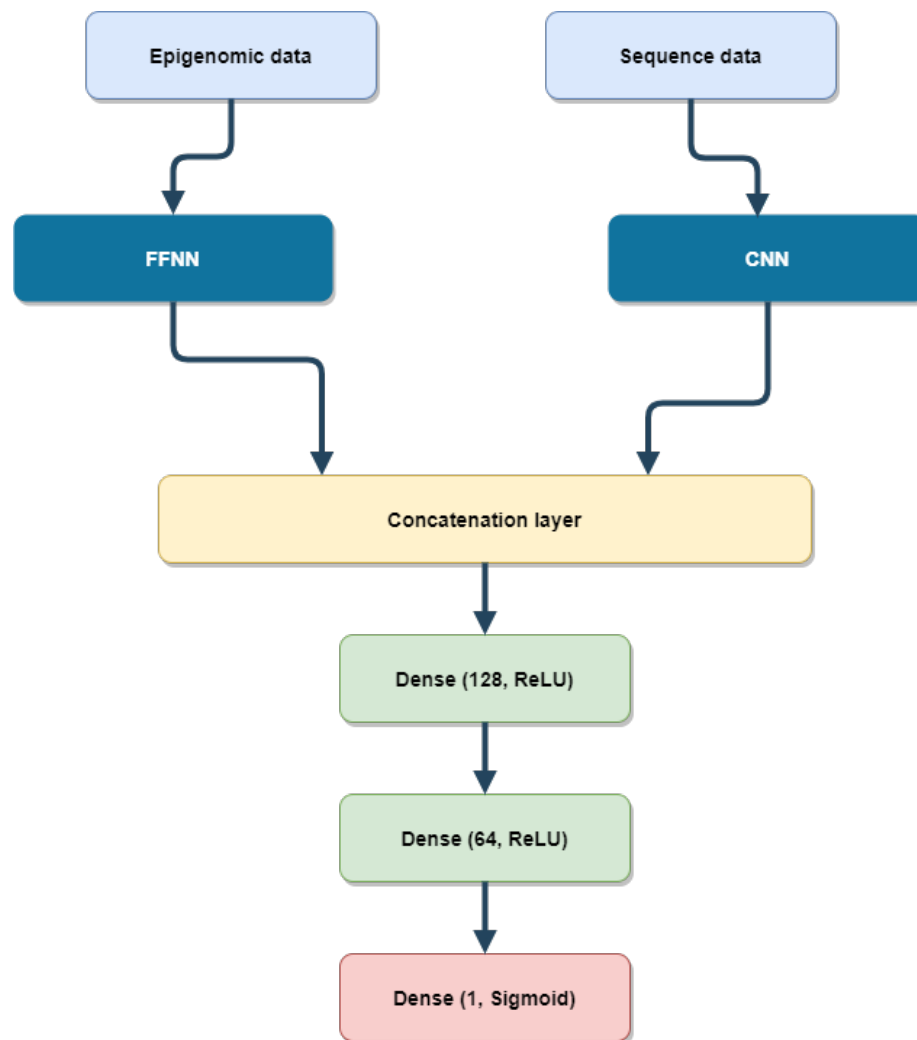 Epigenomic data
Sequence data
FFNN
CNN
Concatenation layer
Dense (128, ReLU)
Dense (64, ReLU)
Dense (1, Sigmoid)